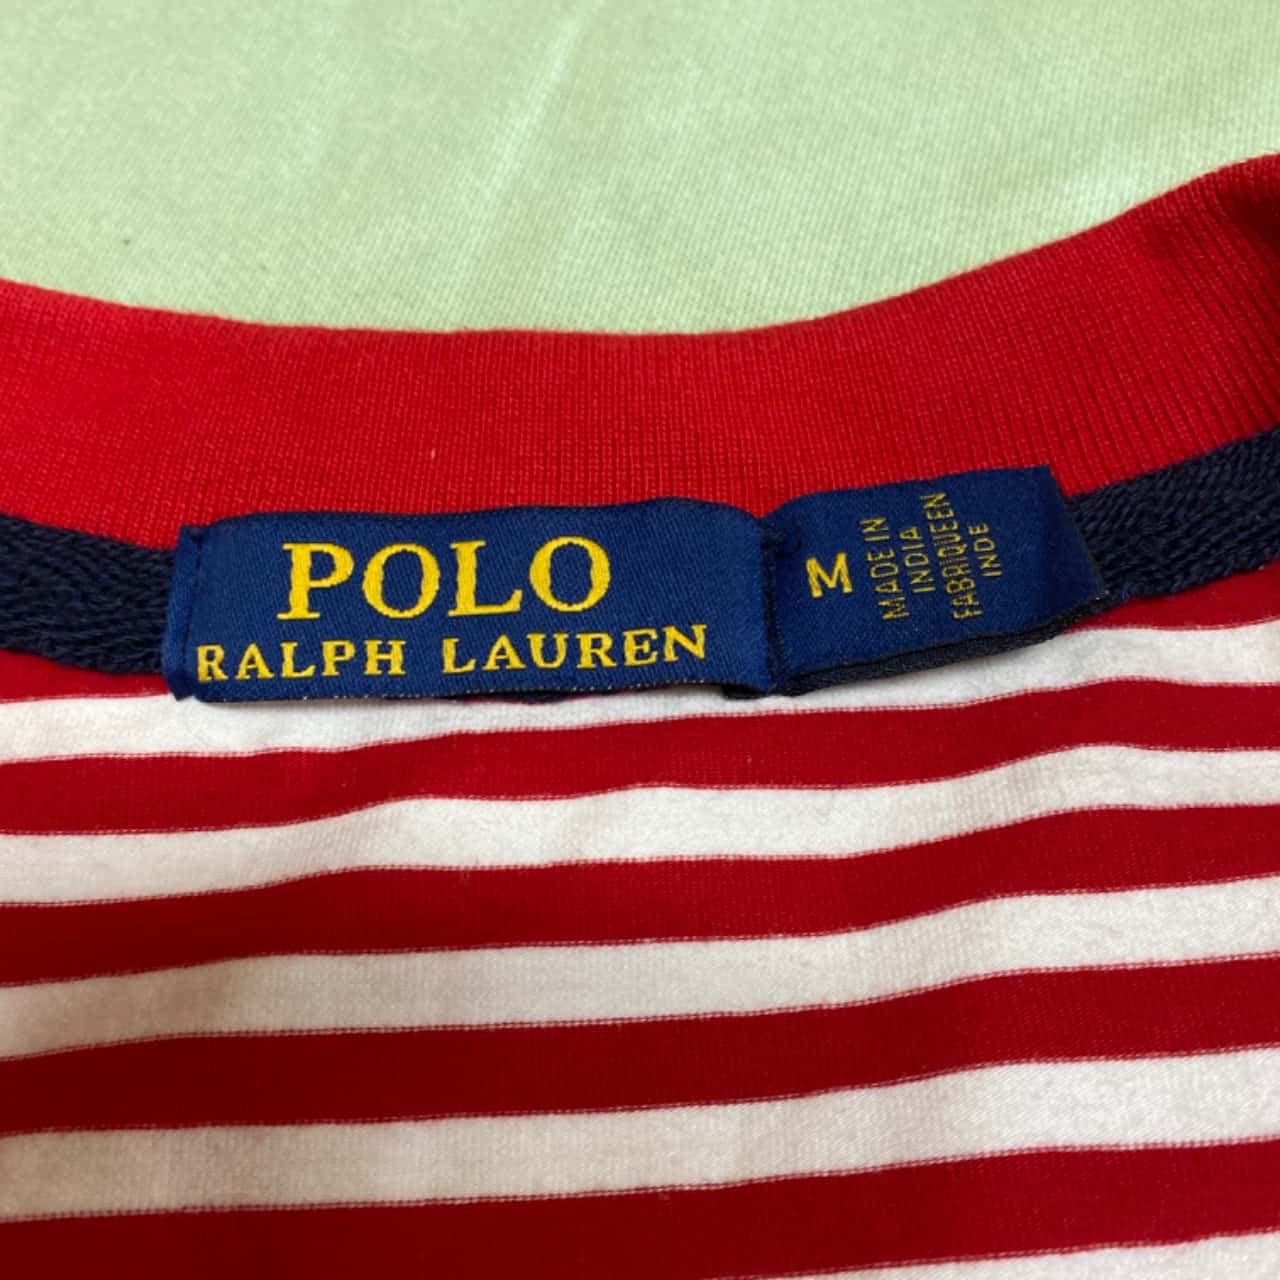 POLO
RALPH LAUREN
M
MADE IN
INDIA
FABRIQUEEN
INDE